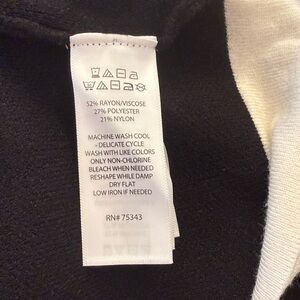 52% RAYON/VISCOSE
27% POLYESTER
21% NYLON
MACHINE WASH COOL
- DELICATE CYCLE
WASH WITH LIKE COLORS
ONLY NON-CHLORINE
BLEACH WHEN NEEDED
RESHAPE WHILE DAMP
DRY FLAT
LOW IRON IF NEEDED
RN# 75343